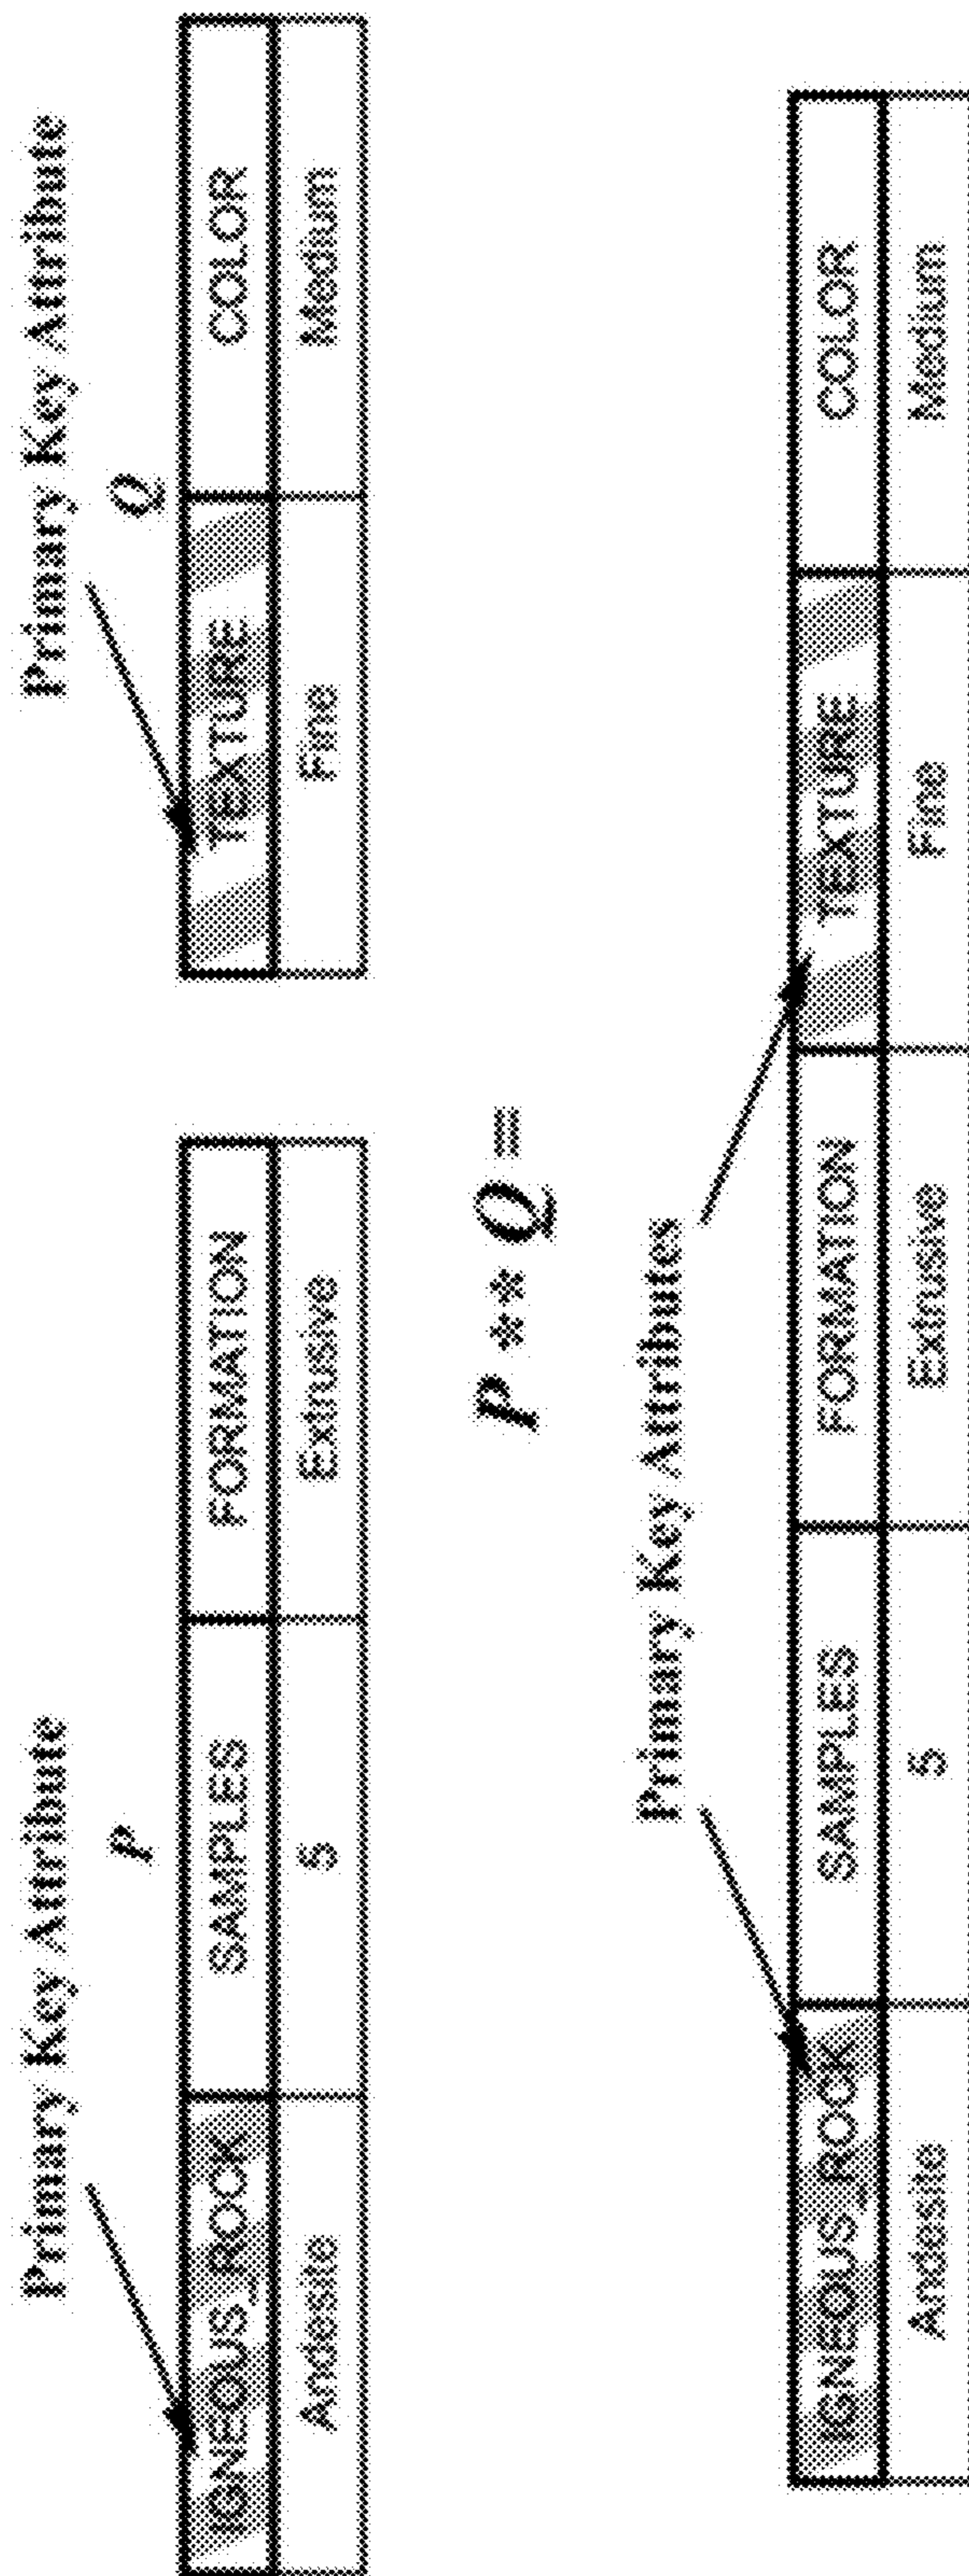 Primary Key Attribute
P
IGNEOUS_ROCK SAMPLES FORMATION
Andesite 5 Extrusive
Primary Key Attribute
Q
TEXTURE COLOR
Fine Medium
P ** Q =
Primary Key Attributes
IGNEOUS_ROCK SAMPLES FORMATION TEXTURE COLOR
Andesite 5 Extrusive Fine Medium